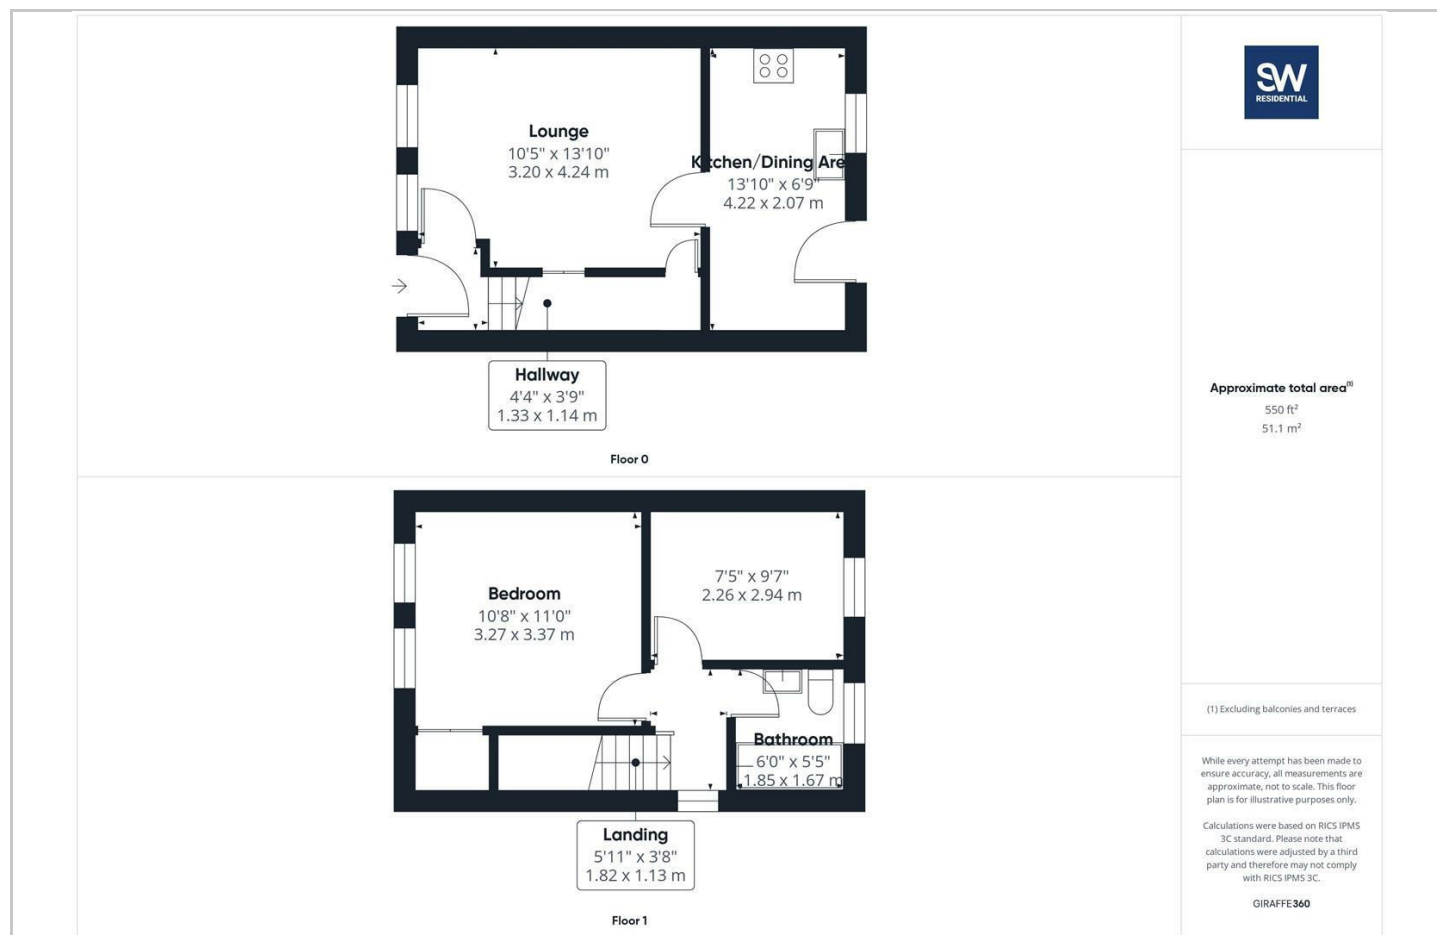 Lounge
10'5" x 13'10"
3.20 x 4.24 m
Kitchen/Dining Are
13'10" x 6'9"
4.22 x 2.07 m
Hallway
4'4" x 3'9"
1.33 x 1.14 m
Floor 0
Bedroom
10'8" x 11'0"
3.27 x 3.37 m
7'5" x 9'7"
2.26 x 2.94 m
Bathroom
6'0" x 5'5"
1.85 x 1.67 m
Landing
5'11" x 3'8"
1.82 x 1.13 m
Floor 1
SW
RESIDENTIAL
Approximate total area(1)
550 ft²
51.1 m²
(1) Excluding balconies and terraces
While every attempt has been made to
ensure accuracy, all measurements are
approximate, not to scale. This floor
plan is for illustrative purposes only.
Calculations were based on RICS IPMS
3C standard. Please note that
calculations were adjusted by a third
party and therefore may not comply
with RICS IPMS 3C.
GIRAFFE360